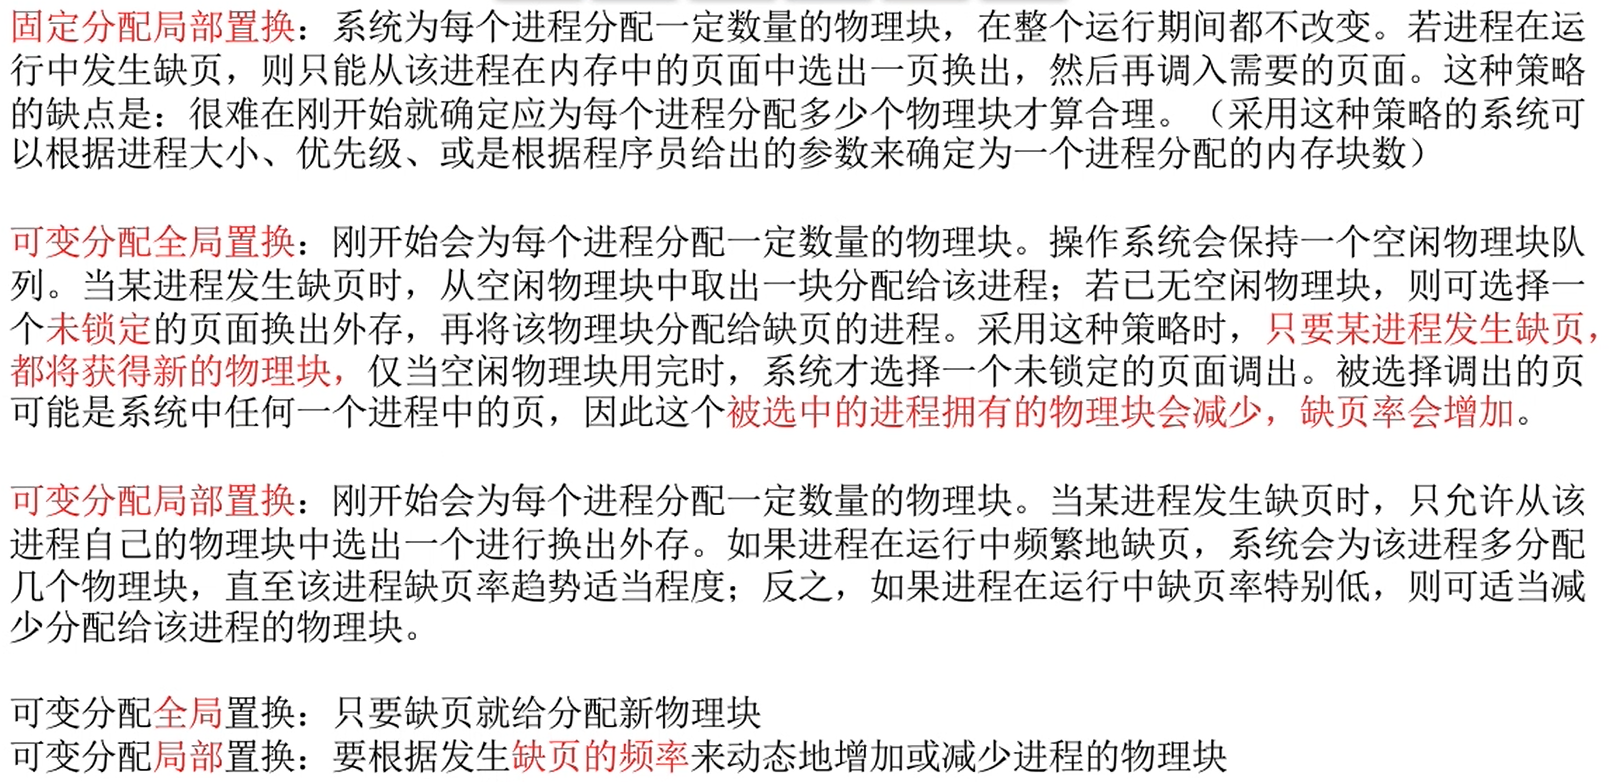 固定分配局部置换：系统为每个进程分配一定数量的物理块，在整个运行期间都不改变。若进程在运
行中发生缺页，则只能从该进程在内存中的页面中选出一页换出，然后再调入需要的页面。这种策略
的缺点是：很难在刚开始就确定应为每个进程分配多少个物理块才算合理。（采用这种策略的系统可
以根据进程大小、优先级、或是根据程序员给出的参数来确定为一个进程分配的内存块数）
可变分配全局置换：刚开始会为每个进程分配一定数量的物理块。操作系统会保持一个空闲物理块队
列。当某进程发生缺页时，从空闲物理块中取出一块分配给该进程；若已无空闲物理块，则可选择一
个未锁定的页面换出外存，再将该物理块分配给缺页的进程。采用这种策略时，只要某进程发生缺页，
都将获得新的物理块，仅当空闲物理块用完时，系统才选择一个未锁定的页面调出。被选择调出的页
可能是系统中任何一个进程中的页，因此这个被选中的进程拥有的物理块会减少，缺页率会增加。
可变分配局部置换：刚开始会为每个进程分配一定数量的物理块。当某进程发生缺页时，只允许从该
进程自己的物理块中选出一个进行换出外存。如果进程在运行中频繁地缺页，系统会为该进程多分配
几个物理块，直至该进程缺页率趋势适当程度；反之，如果进程在运行中缺页率特别低，则可适当减
少分配给该进程的物理块。
可变分配全局置换：只要缺页就给分配新物理块
可变分配局部置换：要根据发生缺页的频率来动态地增加或减少进程的物理块